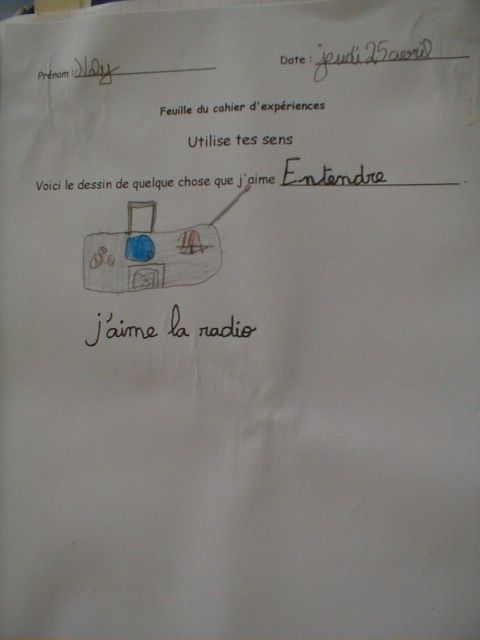 Prénom : Naly Date : jeudi 25 avril
Feuille du cahier d'expériences
Utilise tes sens
Voici le dessin de quelque chose que j'aime Entendre.
j'aime la radio